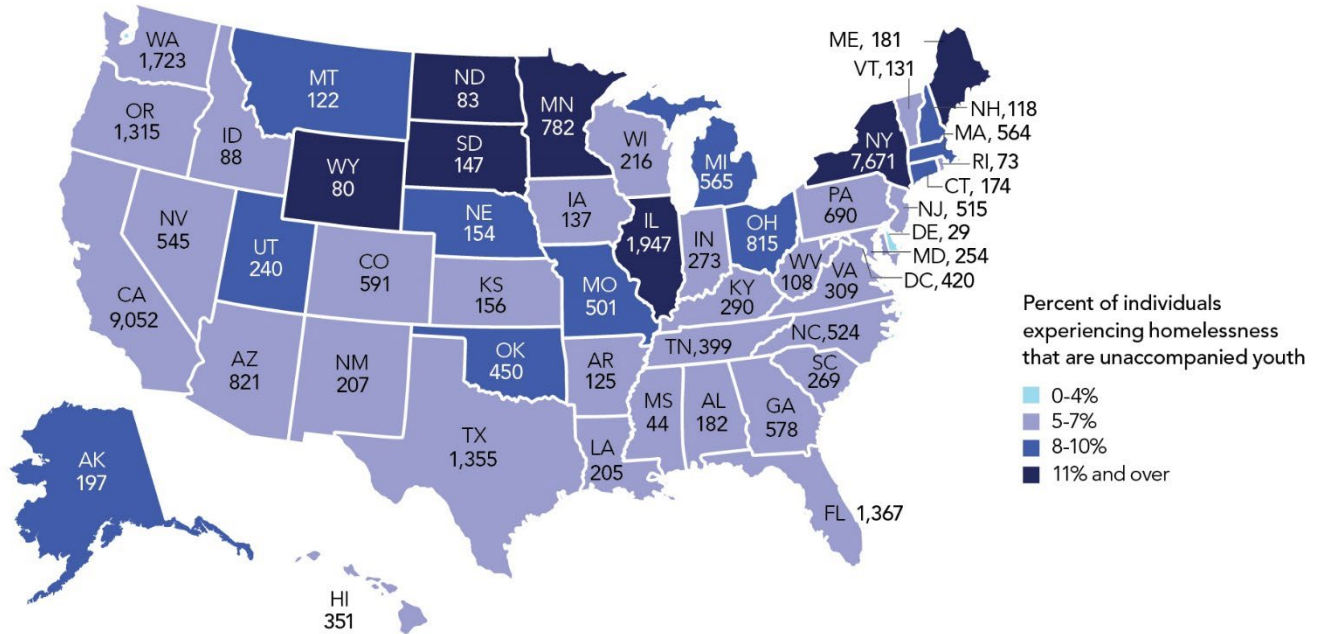 WA
1,723
OR
1,315
ID
88
MT
122
WY
80
ND
83
SD
147
MN
782
WI
216
MI
565
NV
545
UT
240
CA
9,052
AZ
821
CO
591
NM
207
NE
154
KS
156
OK
450
TX
1,355
IA
137
MO
501
AR
125
LA
205
IL
1,947
IN
273
OH
815
KY
290
TN,399
MS
44
AL
182
GA
578
FL 1,367
SC
269
NC,524
VA
309
WV
108
PA
690
NY
7,671
ME, 181
VT,131
NH,118
MA, 564
RI, 73
CT, 174
NJ, 515
DE, 29
MD, 254
DC, 420
AK
197
HI
351
Percent of individuals
experiencing homelessness
that are unaccompanied youth
0-4%
5-7%
8-10%
11% and over